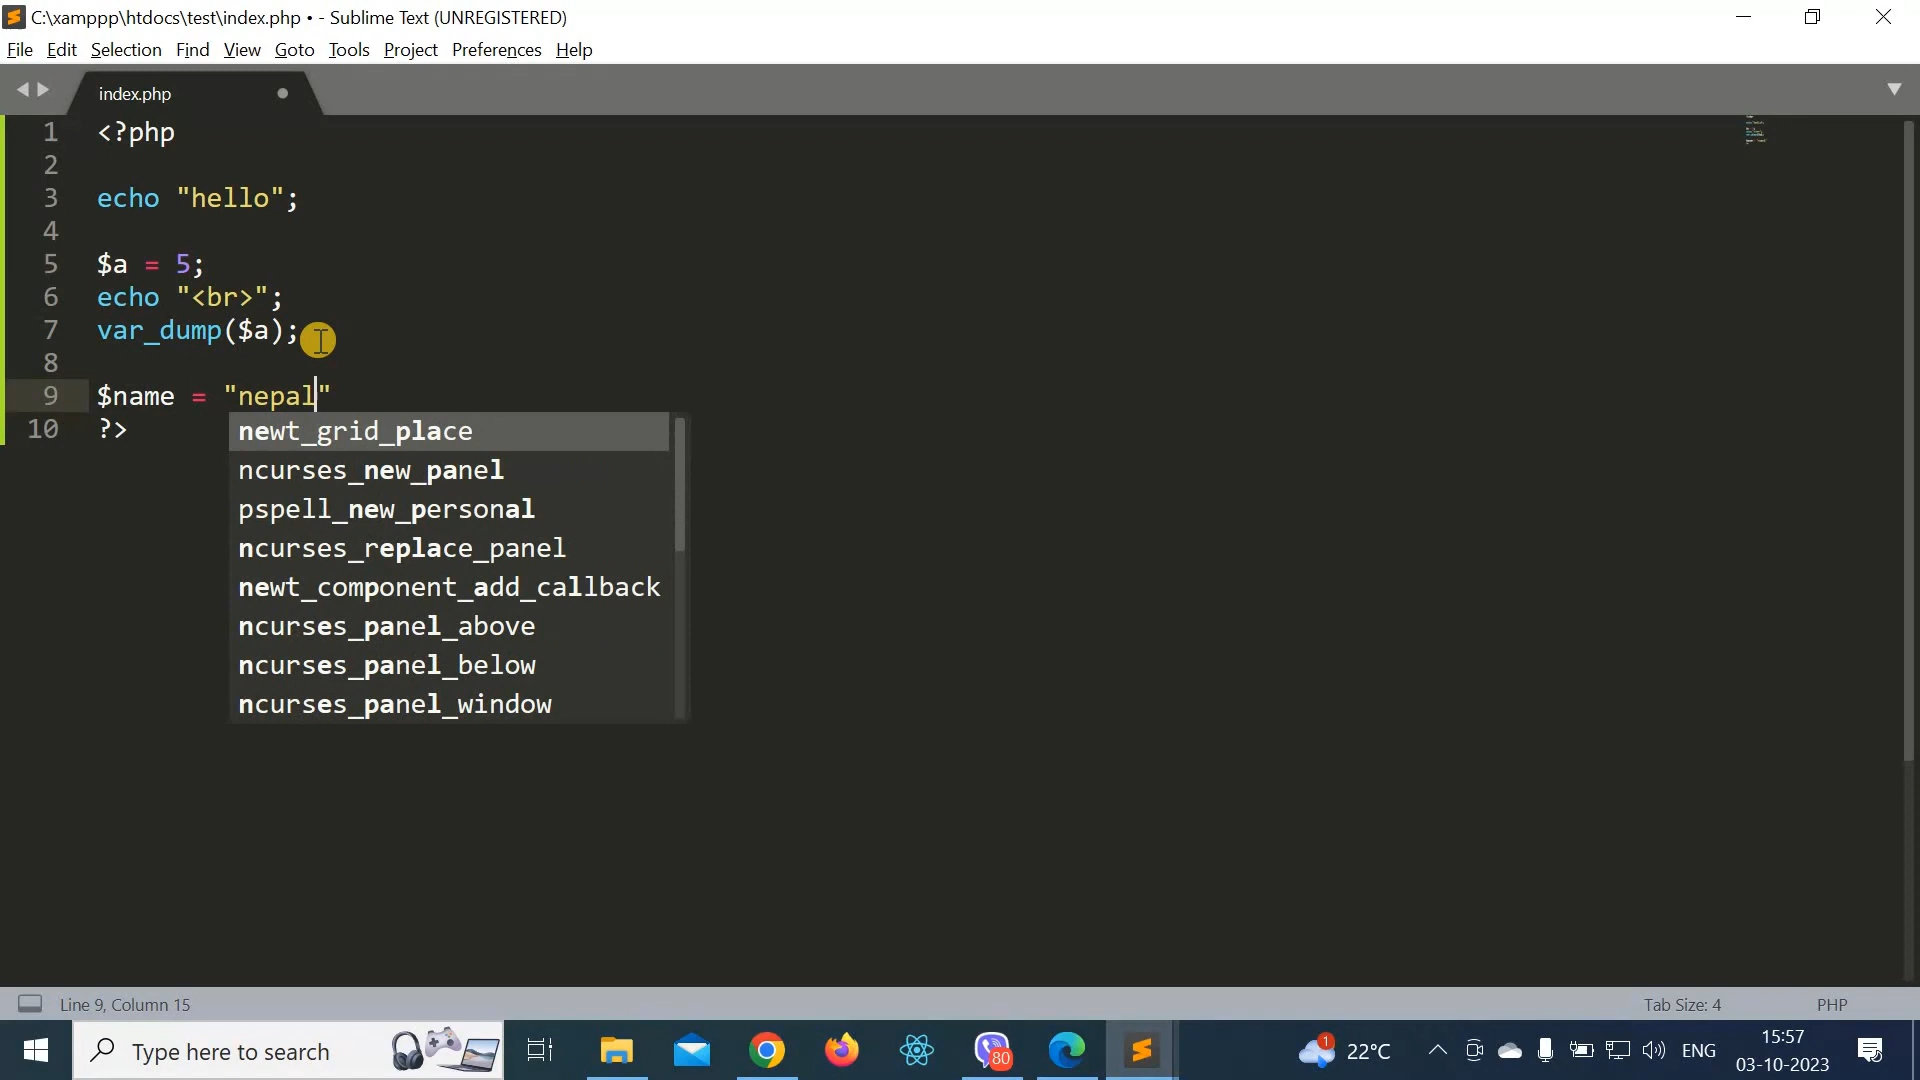 C:\xamppp\htdocs\test\index.php • - Sublime Text (UNREGISTERED)
File Edit Selection Find View Goto Tools Project Preferences Help
index.php
1 <?php
2
3 echo "hello";
4
5 $a = 5;
6 echo "<br>";
7 var_dump($a);
8
9 $name = "nepal"
10 ?>
newt_grid_place
ncurses_new_panel
pspell_new_personal
ncurses_replace_panel
newt_component_add_callback
ncurses_panel_above
ncurses_panel_below
ncurses_panel_window
Line 9, Column 15
Tab Size: 4
PHP
Type here to search
80
1
22°C
ENG
15:57
03-10-2023